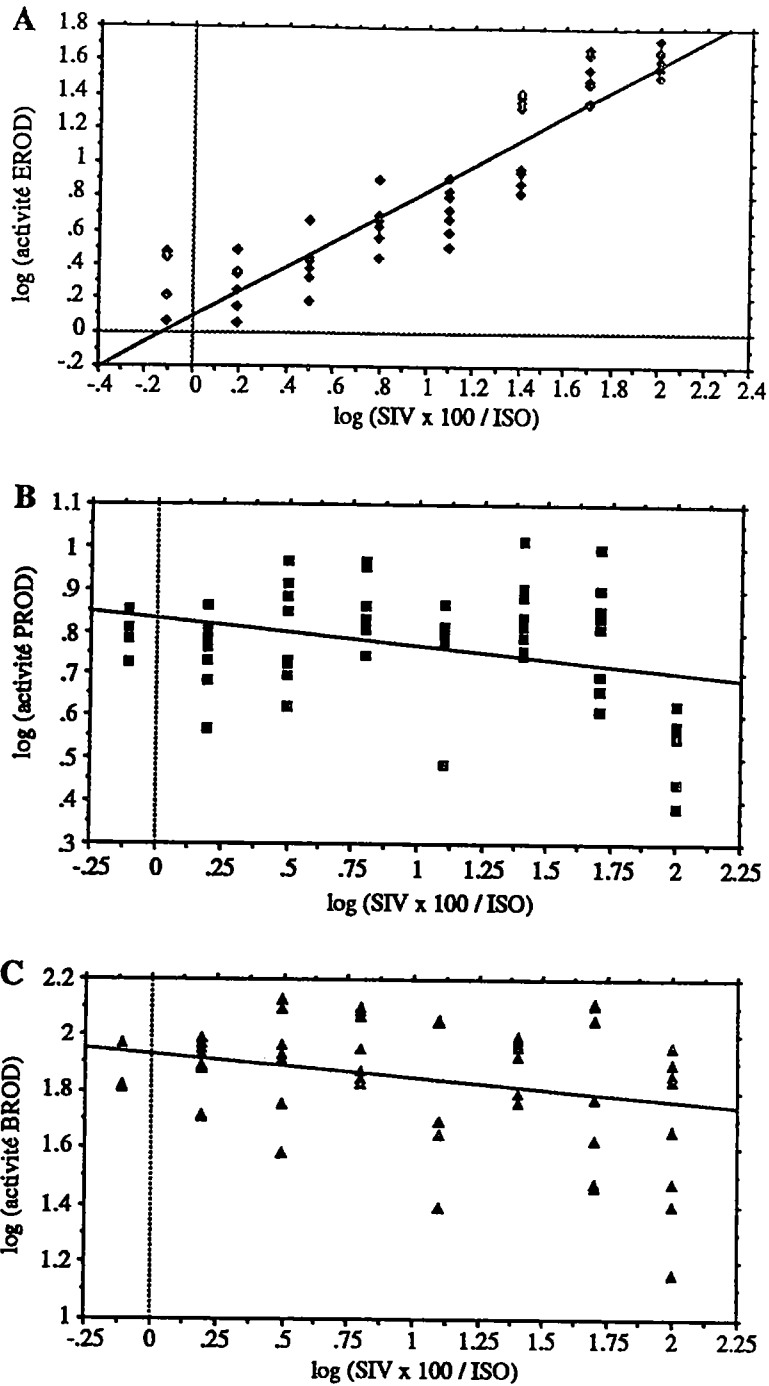 A
1.8
1.6
1.4
1.2
1
.8
.6
.4
.2
0
-.2
log (activité EROD)
-.4 -.2 0 .2 .4 .6 .8 1 1.2 1.4 1.6 1.8 2 2.2 2.4
log (SIV x 100 / ISO)
B
1.1
1
.9
.8
.7
.6
.5
.4
.3
log (activité PROD)
-.25 0 .25 .5 .75 1 1.25 1.5 1.75 2 2.25
log (SIV x 100 / ISO)
C
2.2
2
1.8
1.6
1.4
1.2
1
log (activité BROD)
-.25 0 .25 .5 .75 1 1.25 1.5 1.75 2 2.25
log (SIV x 100 / ISO)